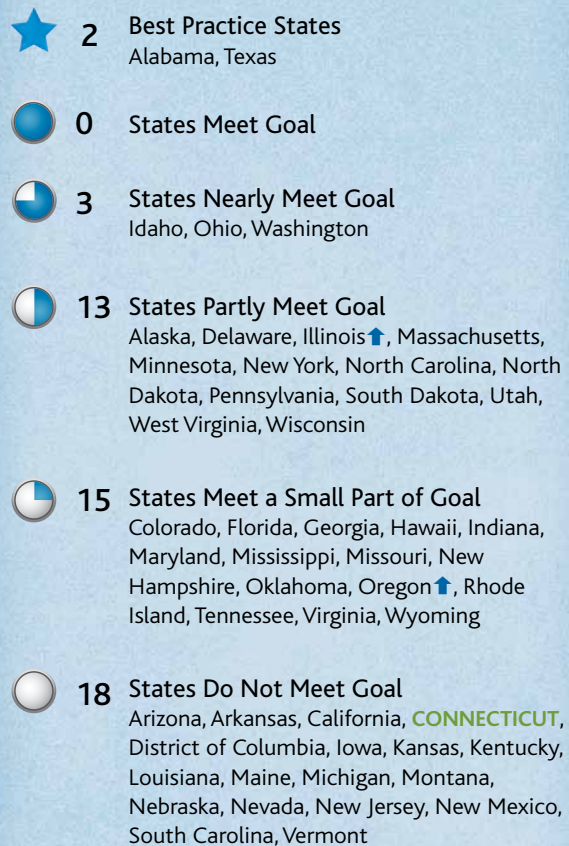 2 Best Practice States
Alabama, Texas
0 States Meet Goal
3 States Nearly Meet Goal
Idaho, Ohio, Washington
13 States Partly Meet Goal
Alaska, Delaware, Illinois⬆, Massachusetts,
Minnesota, New York, North Carolina, North
Dakota, Pennsylvania, South Dakota, Utah,
West Virginia, Wisconsin
15 States Meet a Small Part of Goal
Colorado, Florida, Georgia, Hawaii, Indiana,
Maryland, Mississippi, Missouri, New
Hampshire, Oklahoma, Oregon⬆, Rhode
Island, Tennessee, Virginia, Wyoming
18 States Do Not Meet Goal
Arizona, Arkansas, California, CONNECTICUT,
District of Columbia, Iowa, Kansas, Kentucky,
Louisiana, Maine, Michigan, Montana,
Nebraska, Nevada, New Jersey, New Mexico,
South Carolina, Vermont